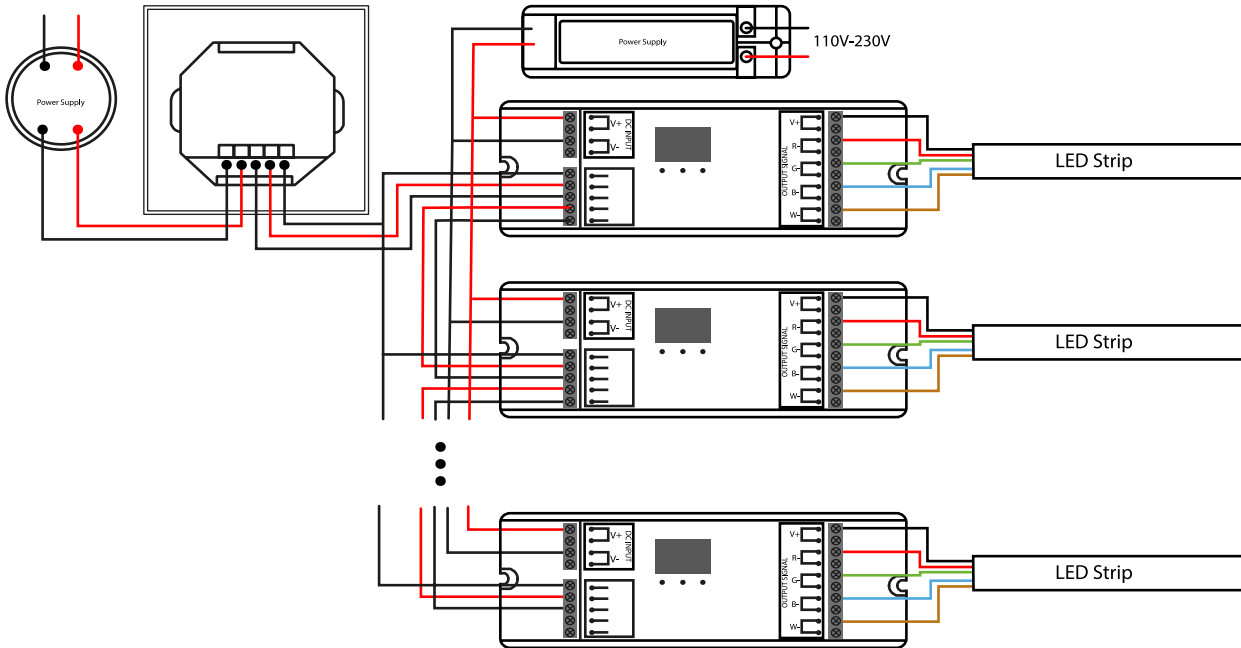 Power Supply
Power Supply
110V-230V
V+
V-
DC INPUT
OUTPUT SIGNAL
V+
R-
G-
B-
W-
LED Strip
V+
V-
DC INPUT
OUTPUT SIGNAL
V+
R-
G-
B-
W-
LED Strip
V+
V-
DC INPUT
OUTPUT SIGNAL
V+
R-
G-
B-
W-
LED Strip